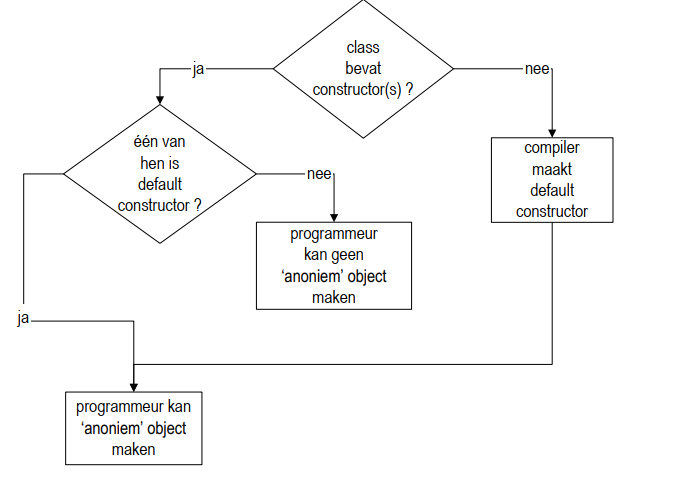 class
bevat
constructor(s) ?
ja
nee
één van
hen is
default
constructor ?
nee
compiler
maakt
default
constructor
programmeur
kan geen
‘anoniem’ object
maken
ja
programmeur kan
‘anoniem’ object
maken